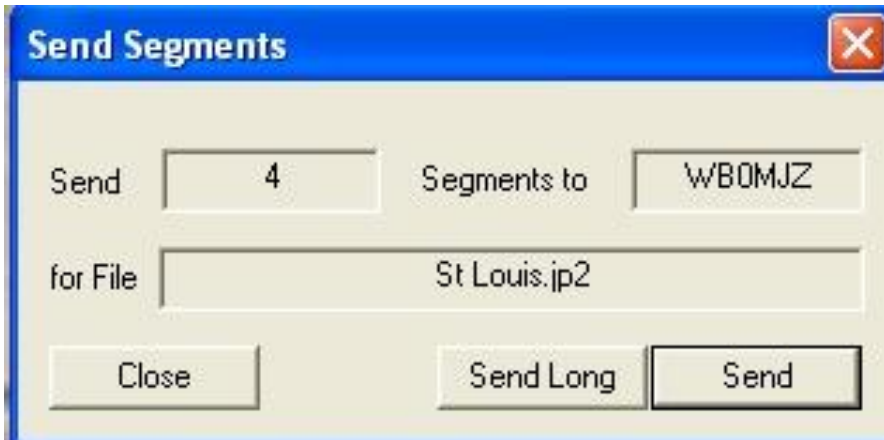 Send Segments
Send 4 Segments to WB0MJZ
for File St Louis.jp2
Close Send Long Send